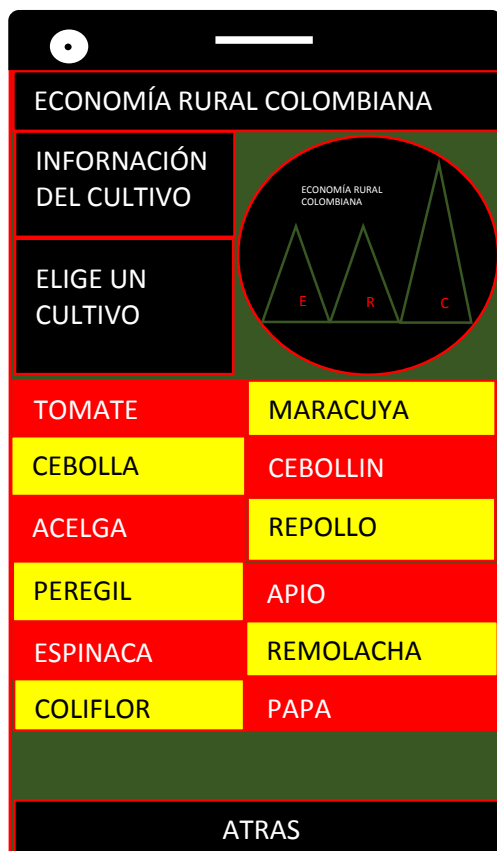 ECONOMÍA RURAL COLOMBIANA
INFORNACIÓN
DEL CULTIVO
ECONOMÍA RURAL
COLOMBIANA
E R C
ELIGE UN
CULTIVO
TOMATE
MARACUYA
CEBOLLA
CEBOLLIN
ACELGA
REPOLLO
PEREGIL
APIO
ESPINACA
REMOLACHA
COLIFLOR
PAPA
ATRAS